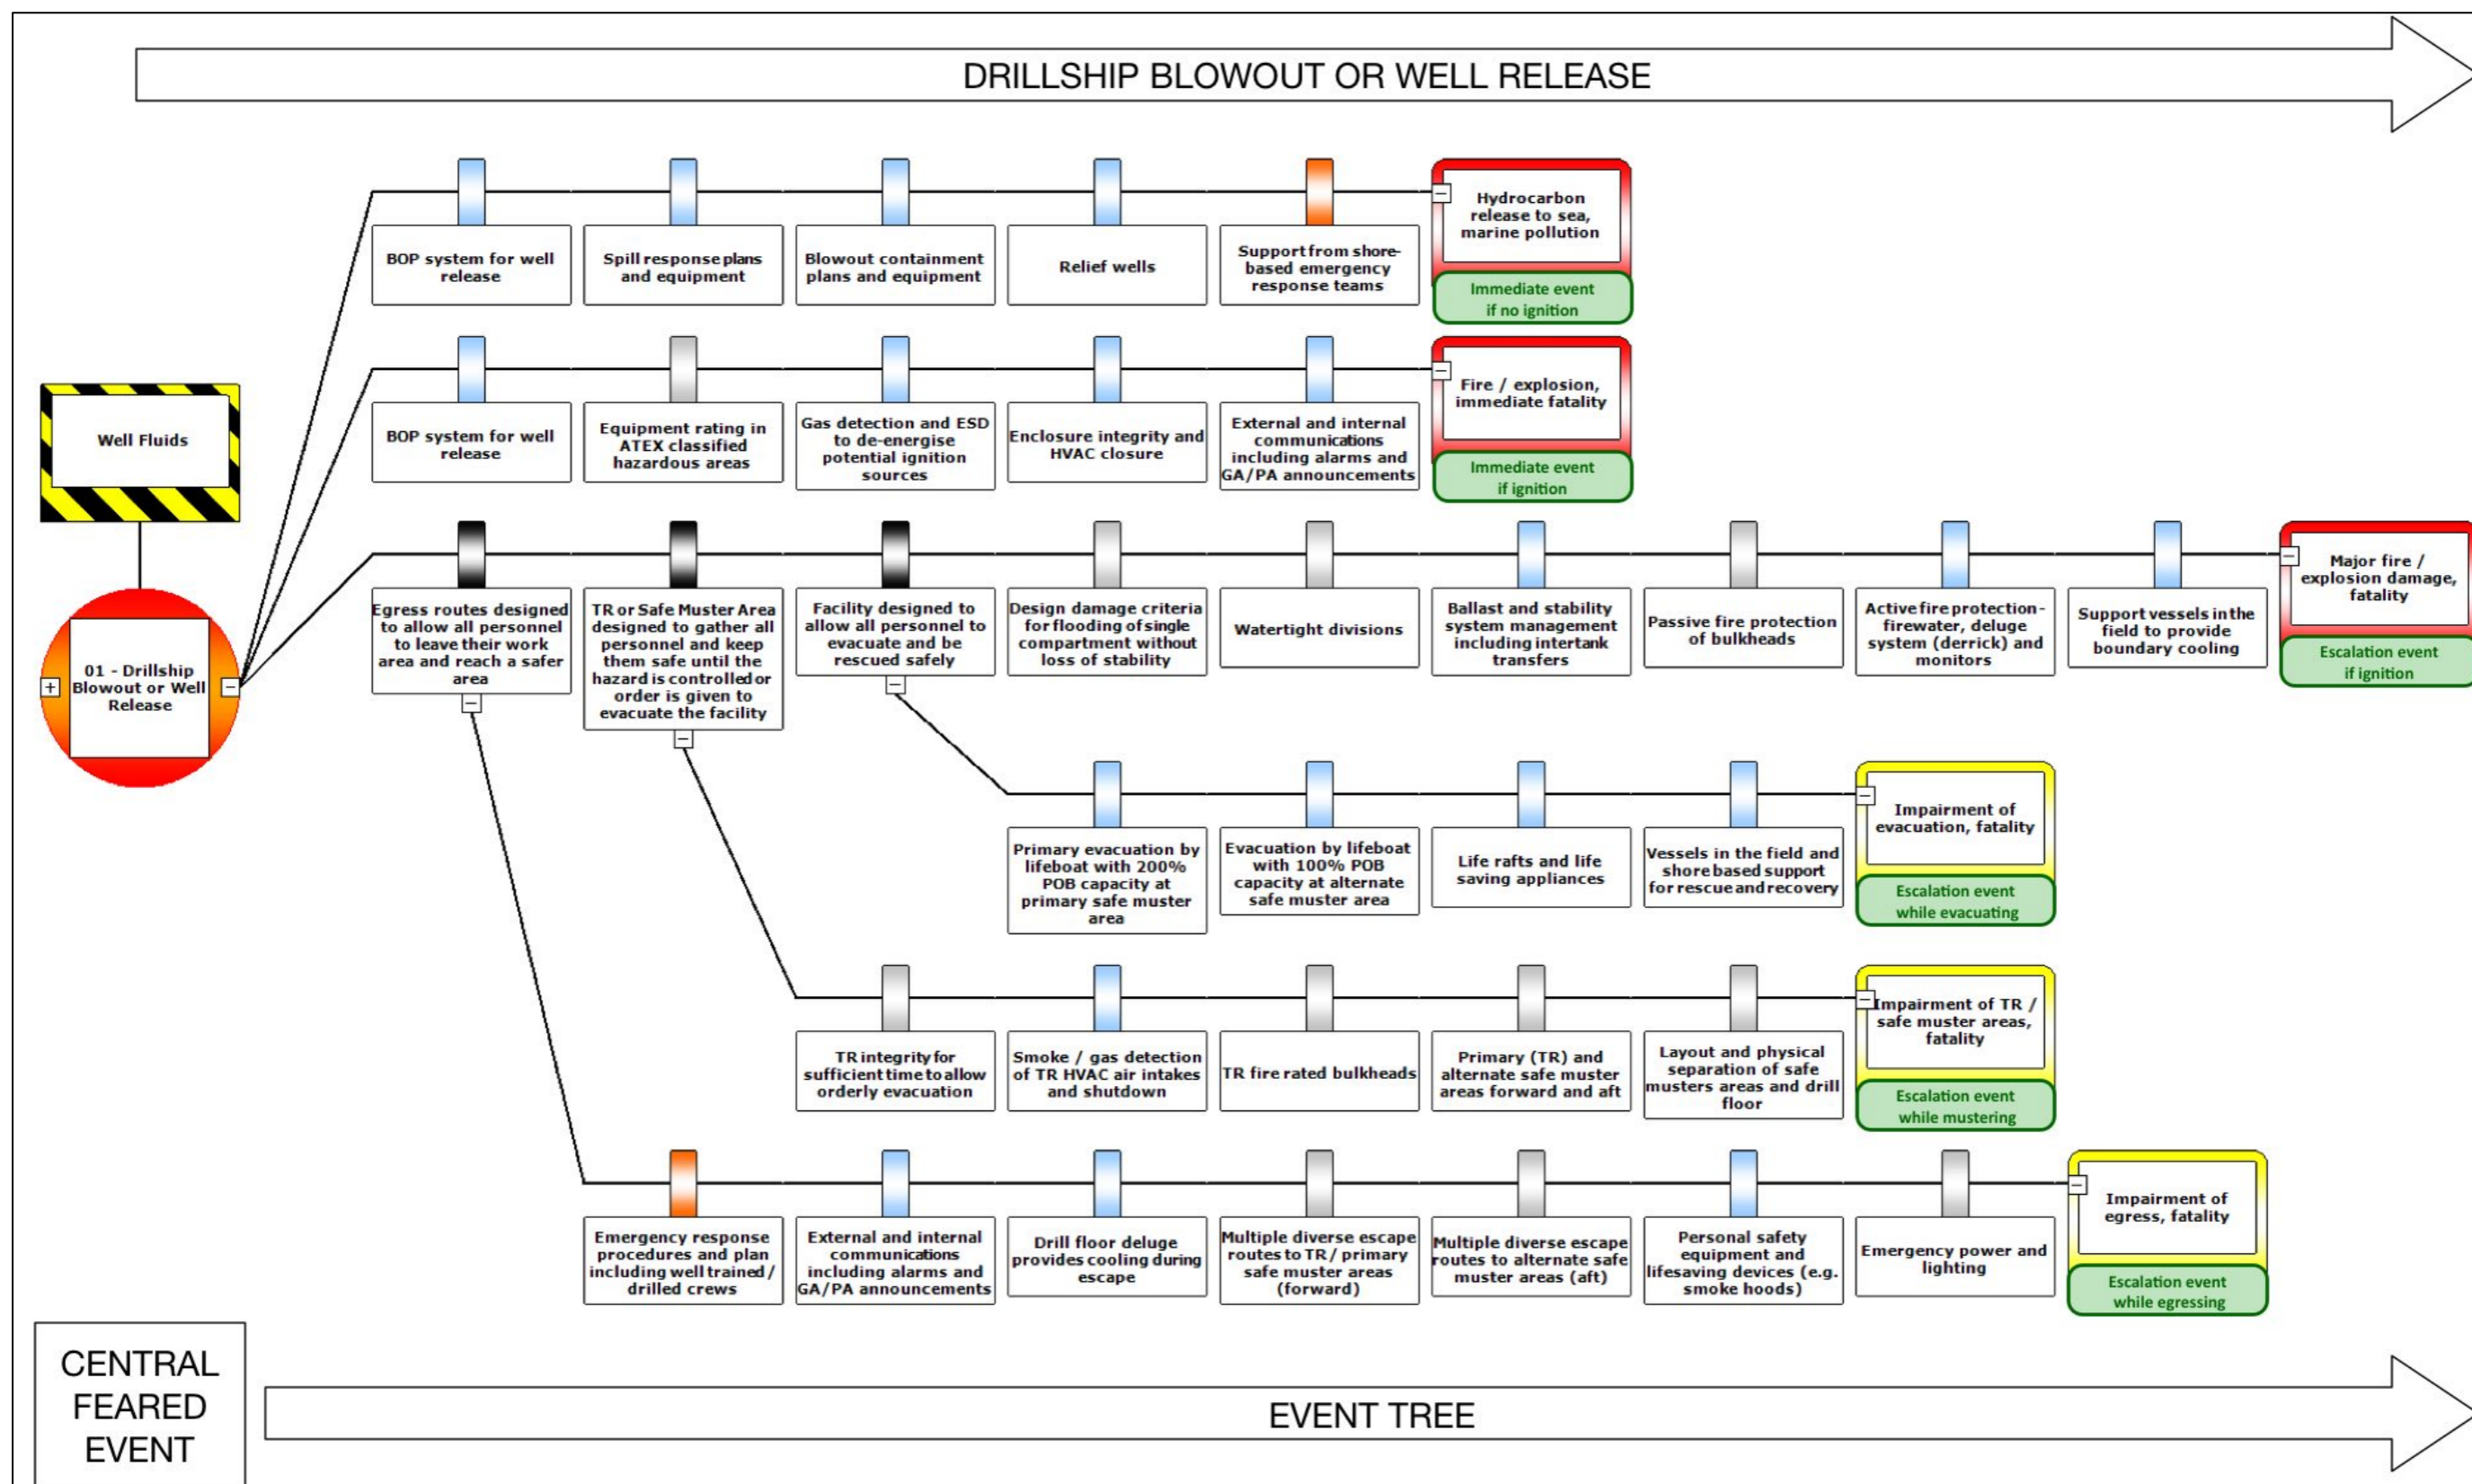 DRILLSHIP BLOWOUT OR WELL RELEASE
BOP system for well
release
Spill response plans
and equipment
Blowout containment
plans and equipment
Relief wells
Support from shore-
based emergency
response teams
Hydrocarbon
release to sea,
marine pollution
Immediate event
if no ignition
BOP system for well
release
Equipment rating in
ATEX classified
hazardous areas
Gas detection and ESD
to de-energise
potential ignition
sources
Enclosure integrity and
HVAC closure
External and internal
communications
including alarms and
GA/PA announcements
Fire / explosion,
immediate fatality
Immediate event
if ignition
Well Fluids
01 - Drillship
Blowout or Well
Release
Egress routes designed
to allow all personnel
to leave their work
area and reach a safer
area
TR or Safe Muster Area
designed to gather all
personnel and keep
them safe until the
hazard is controlled or
order is given to
evacuate the facility
Facility designed to
allow all personnel to
evacuate and be
rescued safely
Design damage criteria
for flooding of single
compartment without
loss of stability
Watertight divisions
Ballast and stability
system management
including intertank
transfers
Passive fire protection
of bulkheads
Active fire protection -
firewater, deluge
system (derrick) and
monitors
Support vessels in the
field to provide
boundary cooling
Major fire /
explosion damage,
fatality
Escalation event
if ignition
Primary evacuation by
lifeboat with 200%
POB capacity at
primary safe muster
area
Evacuation by lifeboat
with 100% POB
capacity at alternate
safe muster area
Life rafts and life
saving appliances
Vessels in the field and
shore based support
for rescue and recovery
Impairment of
evacuation, fatality
Escalation event
while evacuating
TR integrity for
sufficient time to allow
orderly evacuation
Smoke / gas detection
of TR HVAC air intakes
and shutdown
TR fire rated bulkheads
Primary (TR) and
alternate safe muster
areas forward and aft
Layout and physical
separation of safe
musters areas and drill
floor
Impairment of TR /
safe muster areas,
fatality
Escalation event
while mustering
Emergency response
procedures and plan
including well trained /
drilled crews
External and internal
communications
including alarms and
GA/PA announcements
Drill floor deluge
provides cooling during
escape
Multiple diverse escape
routes to TR / primary
safe muster areas
(forward)
Multiple diverse escape
routes to alternate safe
muster areas (aft)
Personal safety
equipment and
lifesaving devices (e.g.
smoke hoods)
Emergency power and
lighting
Impairment of
egress, fatality
Escalation event
while egressing
CENTRAL
FEARED
EVENT
EVENT TREE